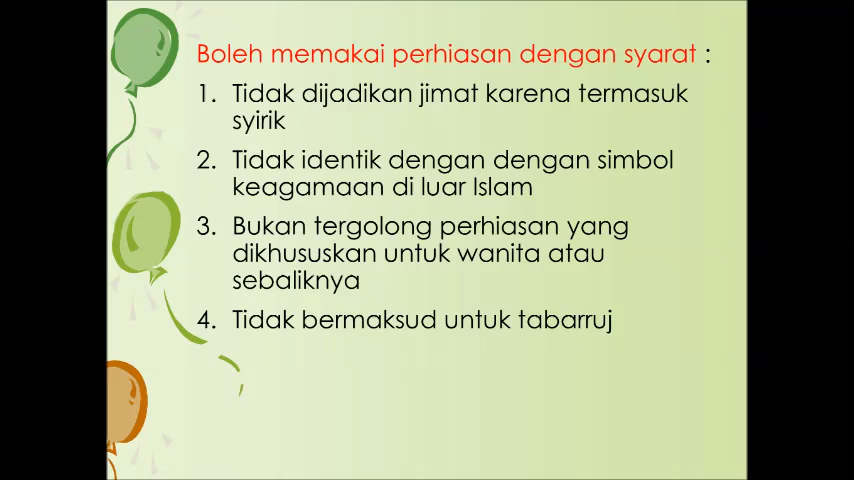 Boleh memakai perhiasan dengan syarat :
1. Tidak dijadikan jimat karena termasuk
syirik
2. Tidak identik dengan dengan simbol
keagamaan di luar Islam
3. Bukan tergolong perhiasan yang
dikhususkan untuk wanita atau
sebaliknya
4. Tidak bermaksud untuk tabarruj